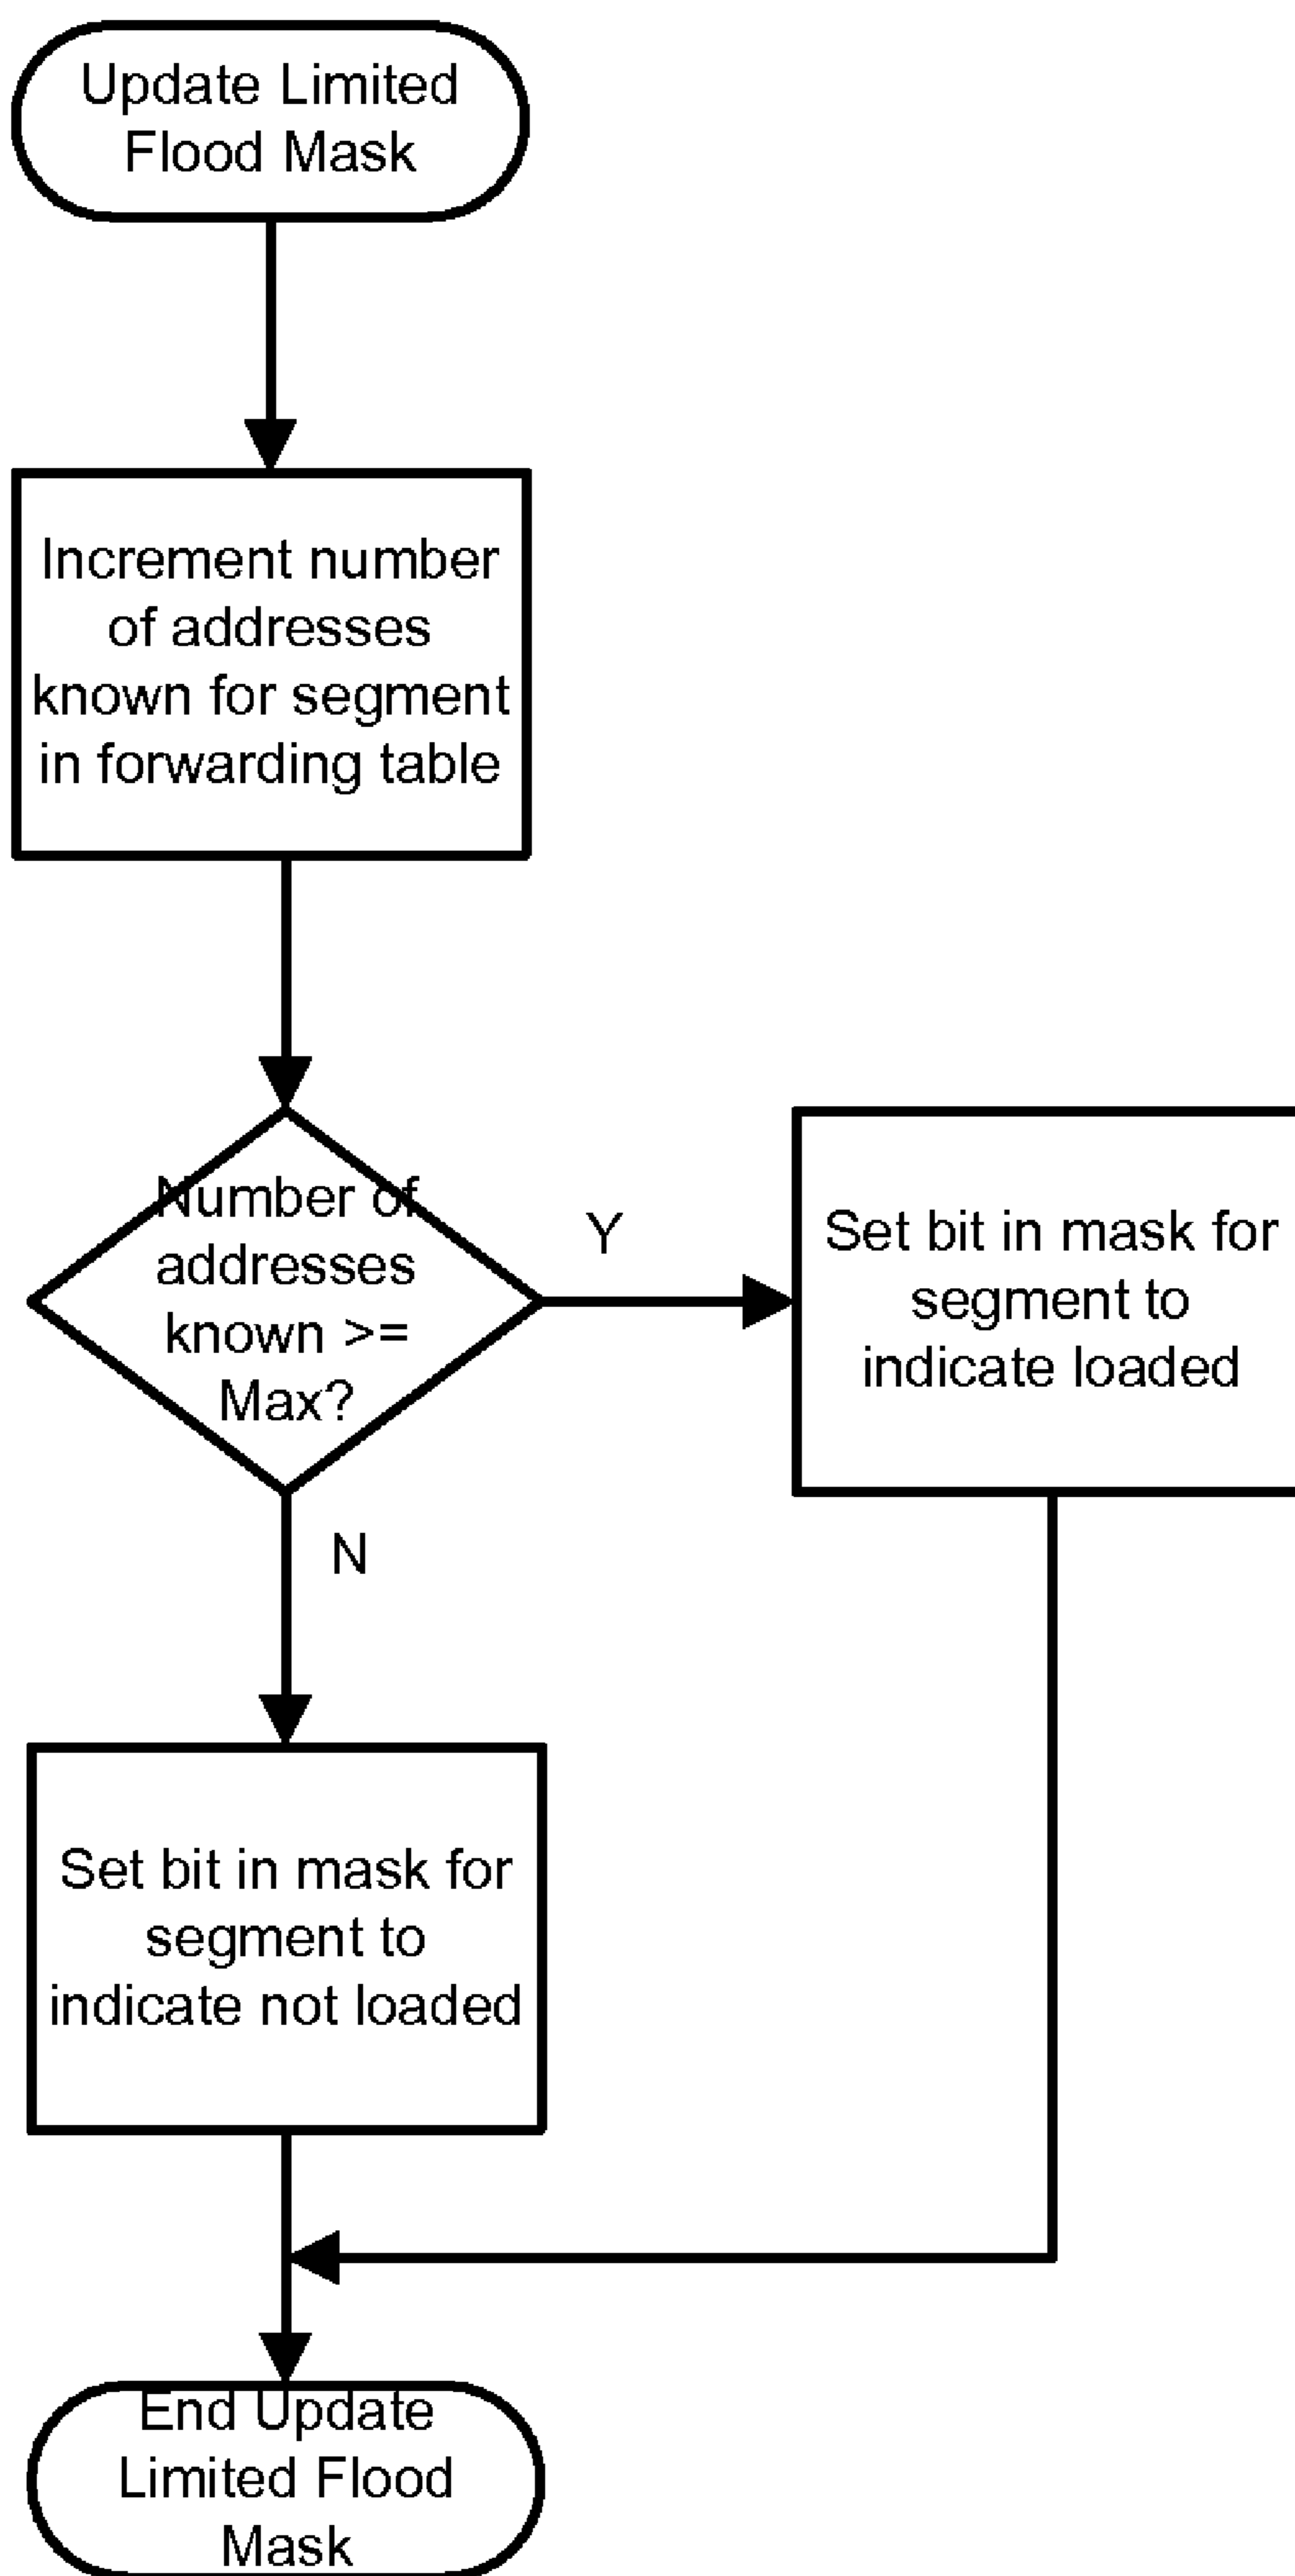 Update Limited
Flood Mask
Increment number
of addresses
known for segment
in forwarding table
Number of
addresses
known >=
Max?
Y
Set bit in mask for
segment to
indicate loaded
N
Set bit in mask for
segment to
indicate not loaded
End Update
Limited Flood
Mask